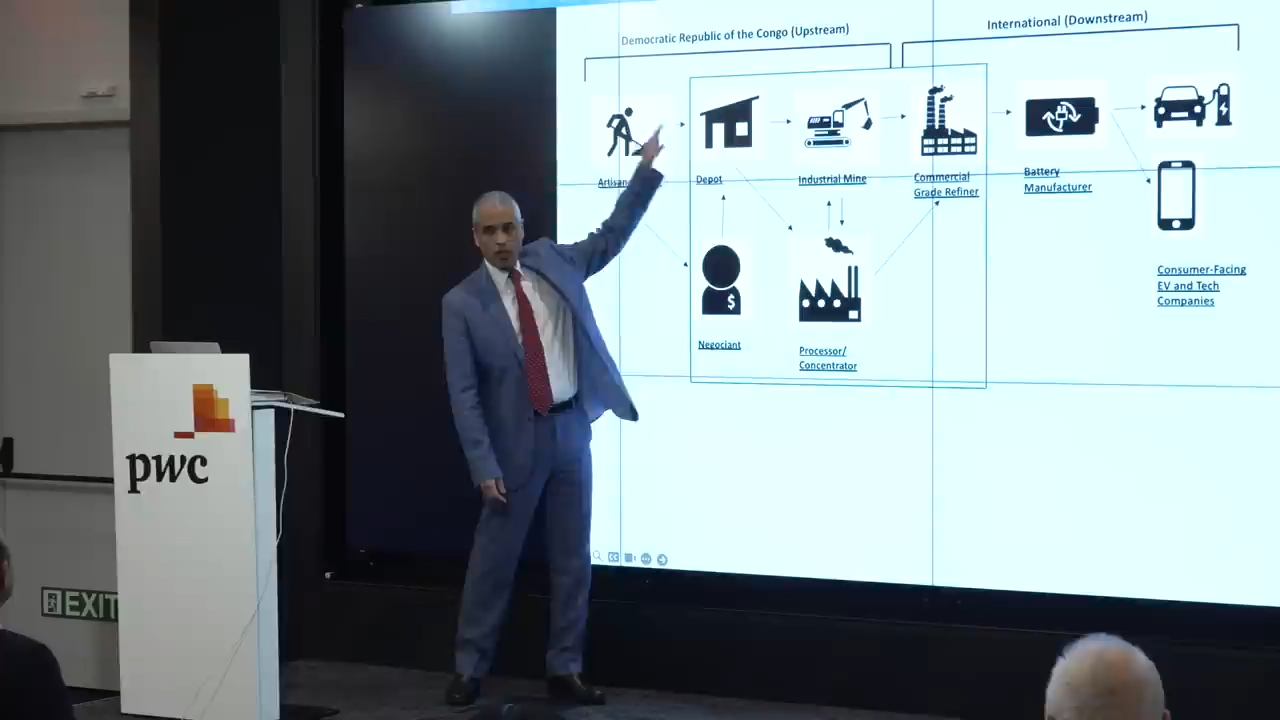 Democratic Republic of the Congo (Upstream)
International (Downstream)
Depot
Industrial Mine
Commercial
Grade Refiner
Battery
Manufacturer
Negociant
$
Processor/
Concentrator
Consumer-Facing
EV and Tech
Companies
pwc
EXIT